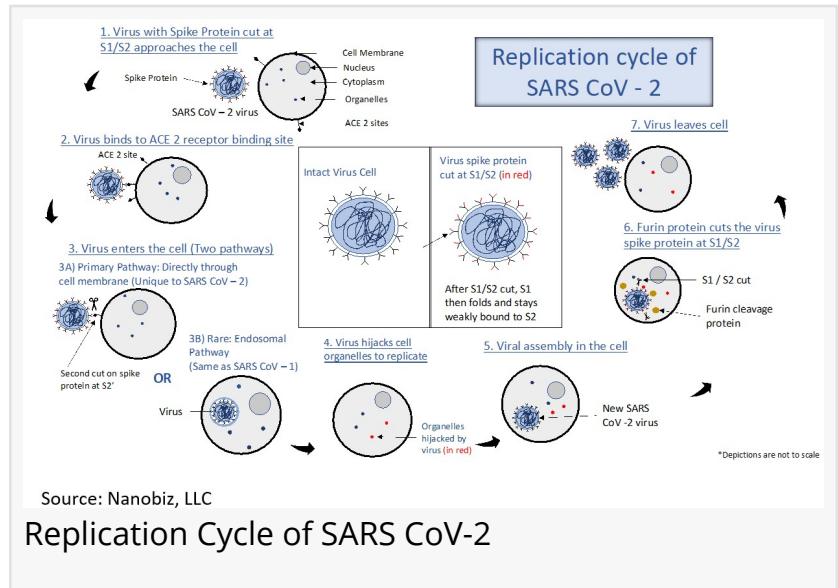 1. Virus with Spike Protein cut at
S1/S2 approaches the cell
Spike Protein
SARS CoV – 2 virus
Cell Membrane
Nucleus
Cytoplasm
Organelles
ACE 2 sites
Replication cycle of
SARS CoV - 2
2. Virus binds to ACE 2 receptor binding site
ACE 2 site
3. Virus enters the cell (Two pathways)
3A) Primary Pathway: Directly through
cell membrane (Unique to SARS CoV – 2)
Second cut on spike
protein at S2’
OR
3B) Rare: Endosomal
Pathway
(Same as SARS CoV – 1)
Virus
Intact Virus Cell
Virus spike protein
cut at S1/S2 (in red)
After S1/S2 cut, S1
then folds and stays
weakly bound to S2
4. Virus hijacks cell
organelles to replicate
Organelles
hijacked by
virus (in red)
5. Viral assembly in the cell
New SARS
CoV -2 virus
6. Furin protein cuts the virus
spike protein at S1/S2
S1 / S2 cut
Furin cleavage
protein
7. Virus leaves cell
*Depictions are not to scale
Source: Nanobiz, LLC
Replication Cycle of SARS CoV-2